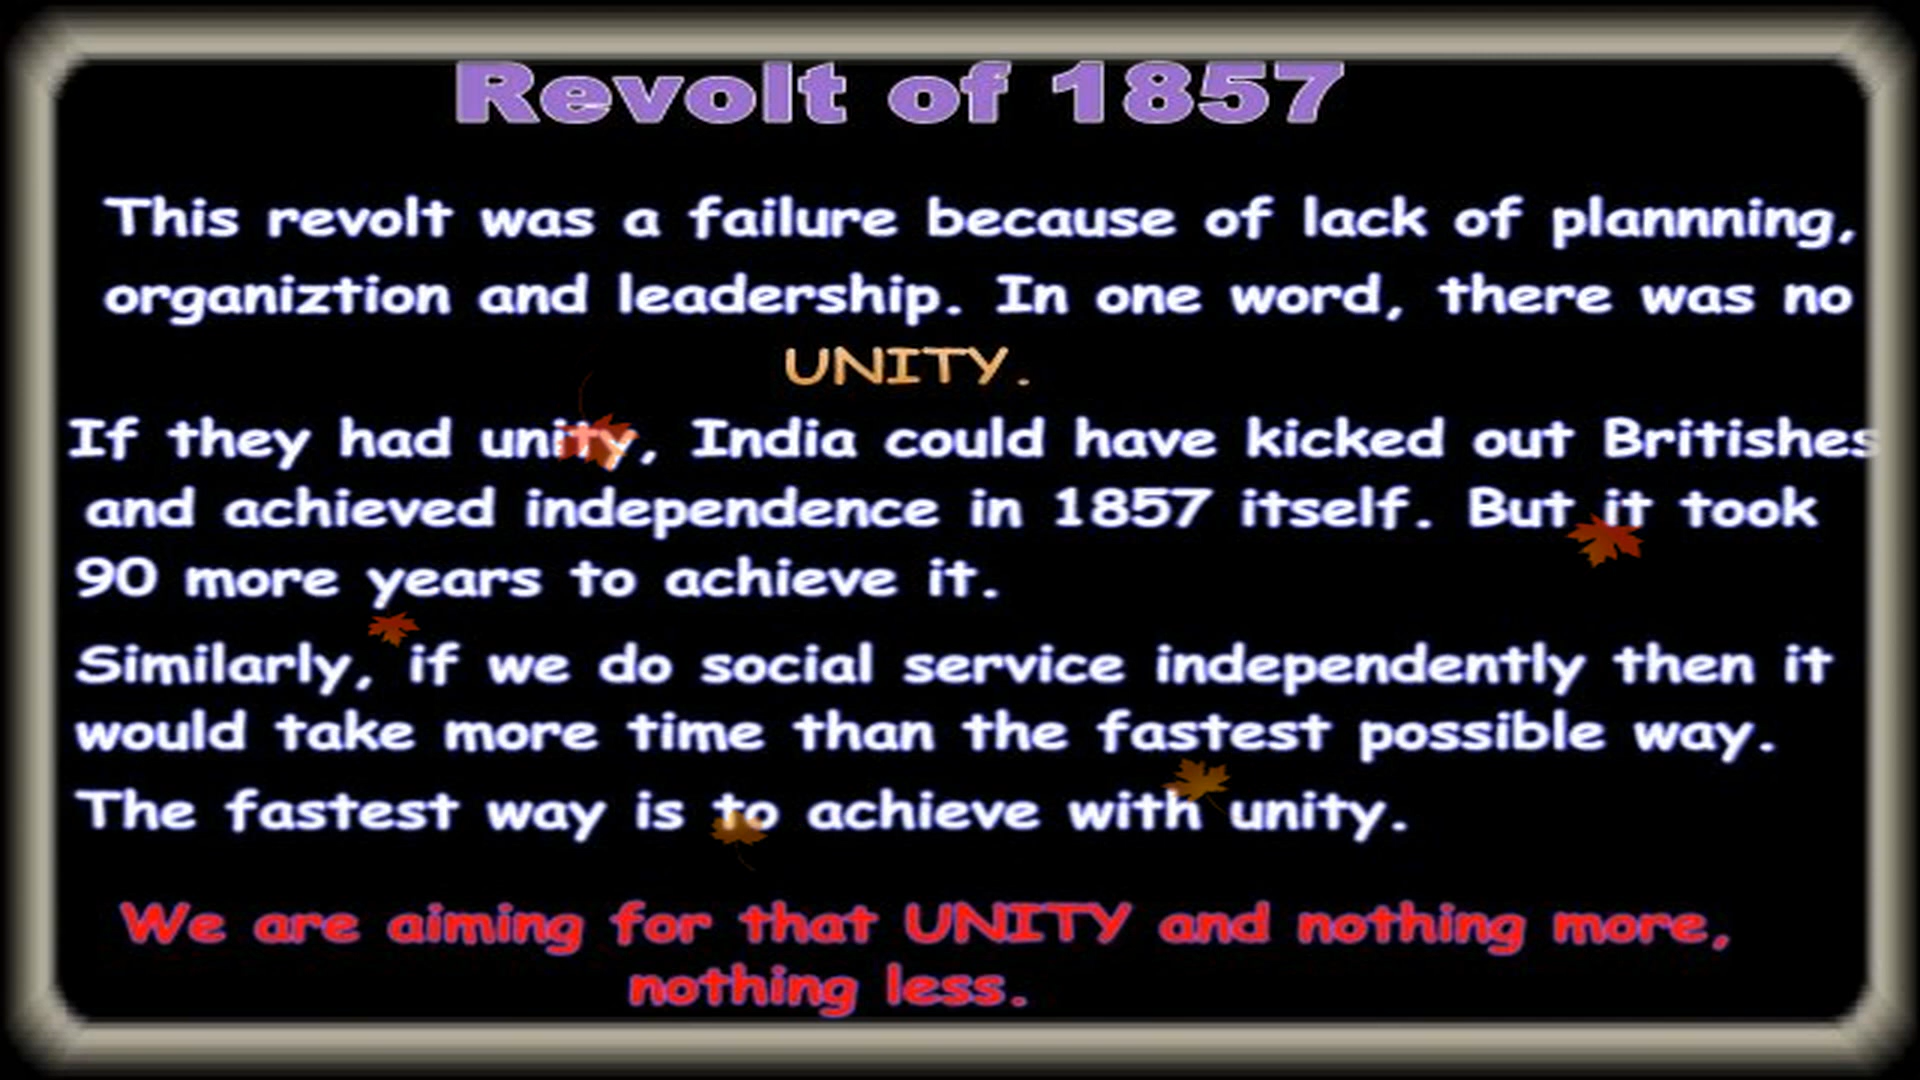 Revolt of 1857
This revolt was a failure because of lack of plannning,
organiztion and leadership. In one word, there was no
UNITY.
If they had unity, India could have kicked out Britishes
and achieved independence in 1857 itself. But it took
90 more years to achieve it.
Similarly, if we do social service independently then it
would take more time than the fastest possible way.
The fastest way is to achieve with unity.
We are aiming for that UNITY and nothing more,
nothing less.